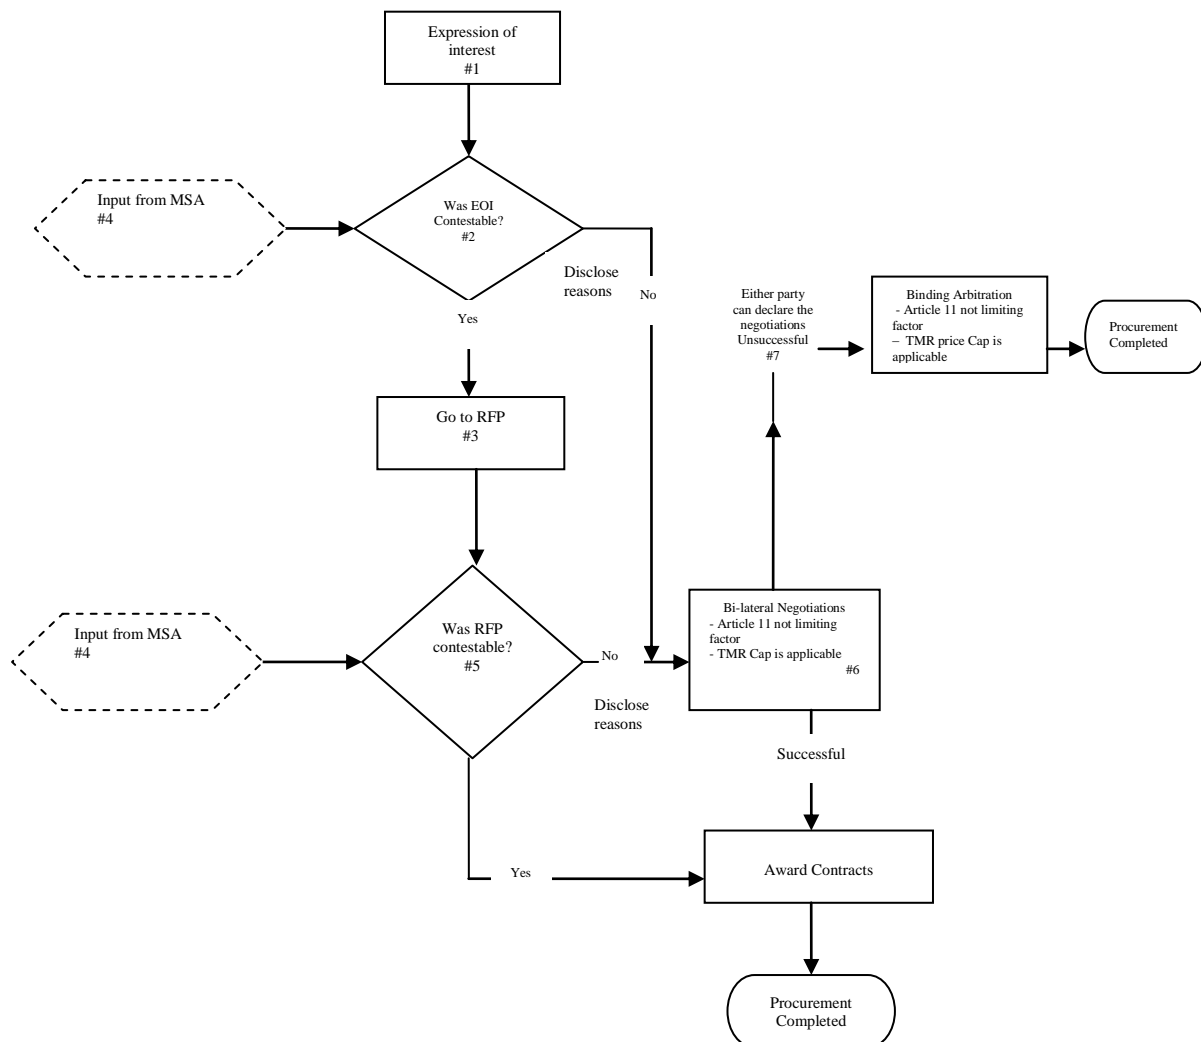 Expression of
interest
#1
Input from MSA
#4
Was EOI
Contestable?
#2
Disclose
reasons
No
Yes
Either party
can declare the
negotiations
Unsuccessful
#7
Binding Arbitration
- Article 11 not limiting
factor
– TMR price Cap is
applicable
Procurement
Completed
Go to RFP
#3
Input from MSA
#4
Was RFP
contestable?
#5
No
Disclose
reasons
Bi-lateral Negotiations
- Article 11 not limiting
factor
- TMR Cap is applicable
#6
Successful
Yes
Award Contracts
Procurement
Completed